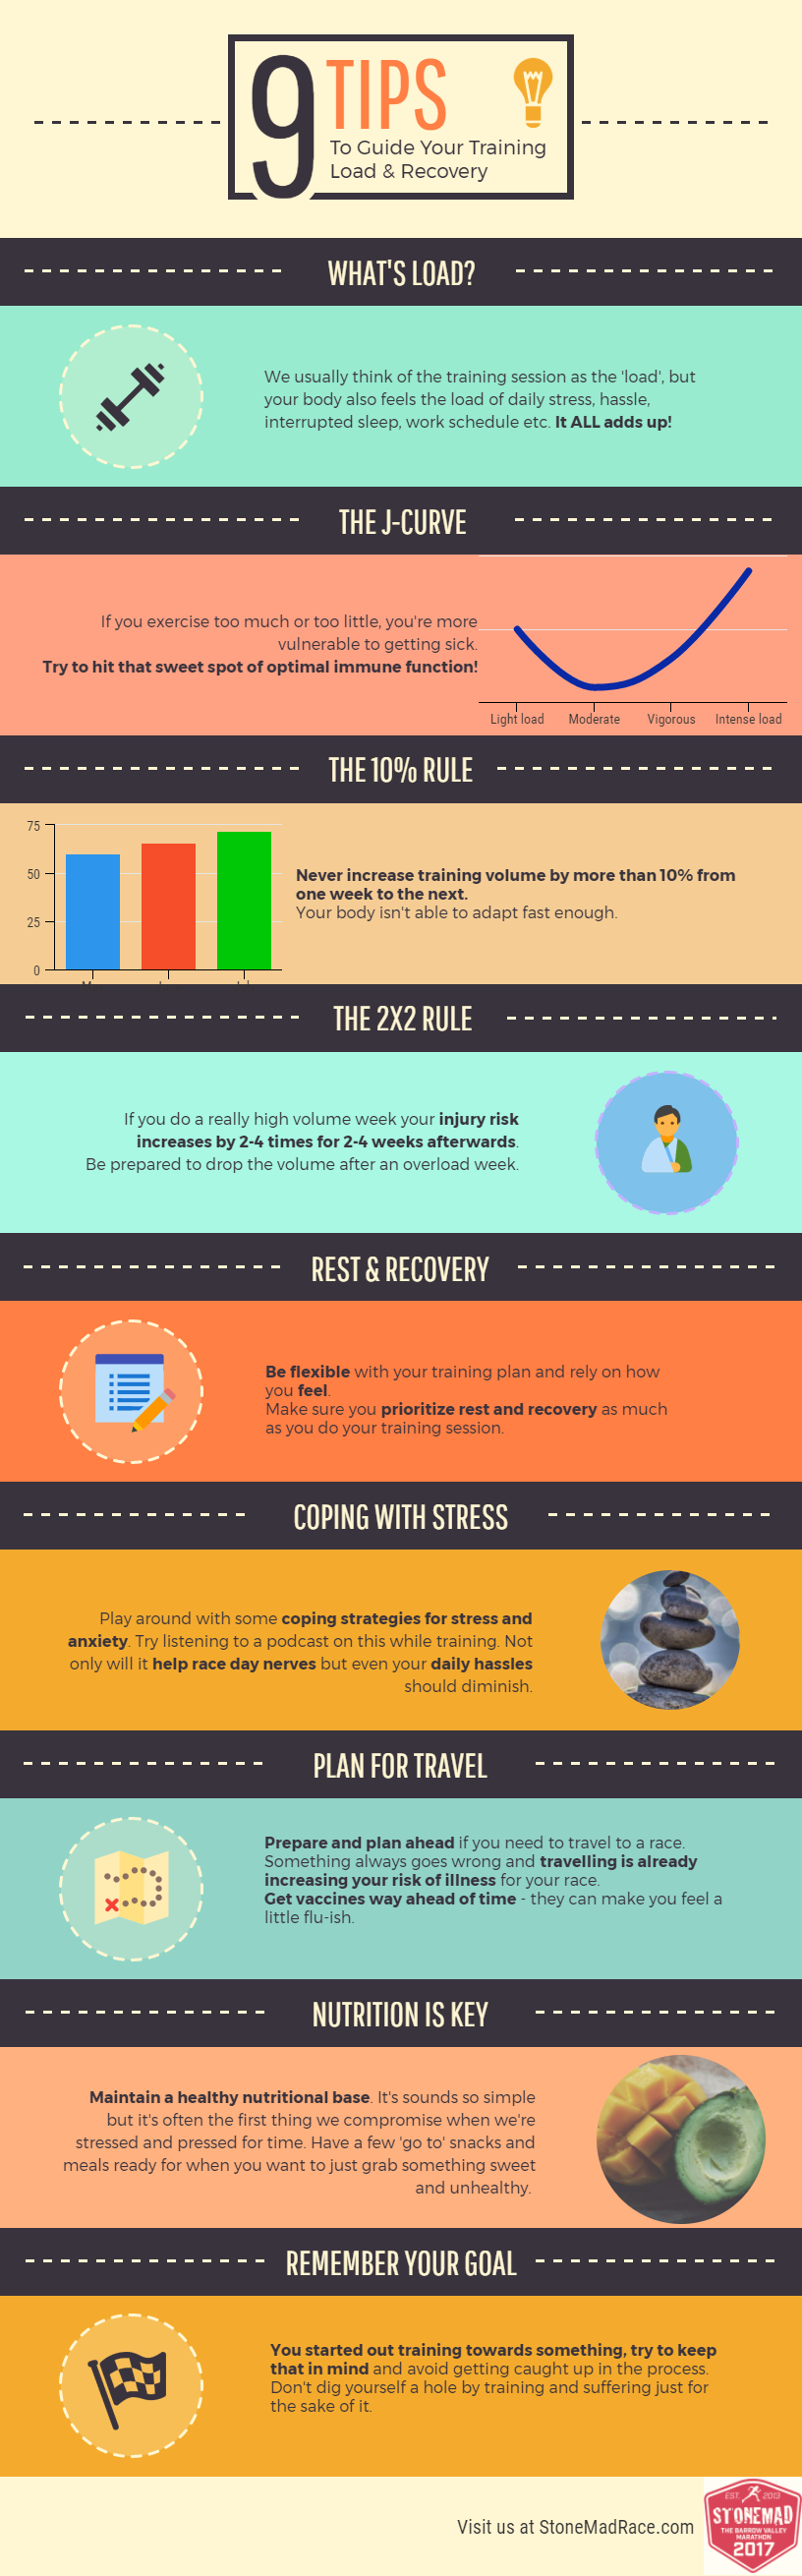 9 TIPS
To Guide Your Training
Load & Recovery
WHAT'S LOAD?
We usually think of the training session as the 'load', but
your body also feels the load of daily stress, hassle,
interrupted sleep, work schedule etc. It ALL adds up!
THE J-CURVE
If you exercise too much or too little, you're more
vulnerable to getting sick.
Try to hit that sweet spot of optimal immune function!
Light load Moderate Vigorous Intense load
THE 10% RULE
75
50
25
0
Never increase training volume by more than 10% from
one week to the next.
Your body isn't able to adapt fast enough.
THE 2X2 RULE
If you do a really high volume week your injury risk
increases by 2-4 times for 2-4 weeks afterwards.
Be prepared to drop the volume after an overload week.
REST & RECOVERY
Be flexible with your training plan and rely on how
you feel.
Make sure you prioritize rest and recovery as much
as you do your training session.
COPING WITH STRESS
Play around with some coping strategies for stress and
anxiety. Try listening to a podcast on this while training. Not
only will it help race day nerves but even your daily hassles
should diminish.
PLAN FOR TRAVEL
Prepare and plan ahead if you need to travel to a race.
Something always goes wrong and travelling is already
increasing your risk of illness for your race.
Get vaccines way ahead of time - they can make you feel a
little flu-ish.
NUTRITION IS KEY
Maintain a healthy nutritional base. It's sounds so simple
but it's often the first thing we compromise when we're
stressed and pressed for time. Have a few 'go to' snacks and
meals ready for when you want to just grab something sweet
and unhealthy.
REMEMBER YOUR GOAL
You started out training towards something, try to keep
that in mind and avoid getting caught up in the process.
Don't dig yourself a hole by training and suffering just for
the sake of it.
Visit us at StoneMadRace.com
EST. 2013
STONEMAD
THE BARROW VALLEY
MARATHON
2017